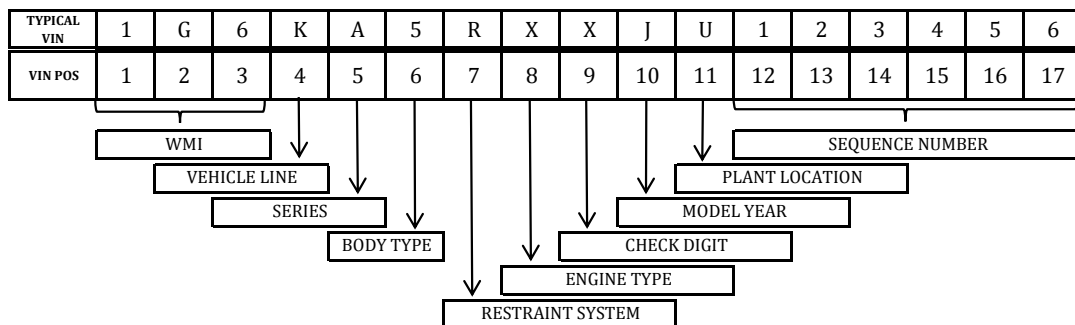 TYPICAL VIN 1 G 6 K A 5 R X X J U 1 2 3 4 5 6
VIN POS 1 2 3 4 5 6 7 8 9 10 11 12 13 14 15 16 17
WMI SEQUENCE NUMBER
VEHICLE LINE PLANT LOCATION
SERIES MODEL YEAR
BODY TYPE CHECK DIGIT
ENGINE TYPE
RESTRAINT SYSTEM